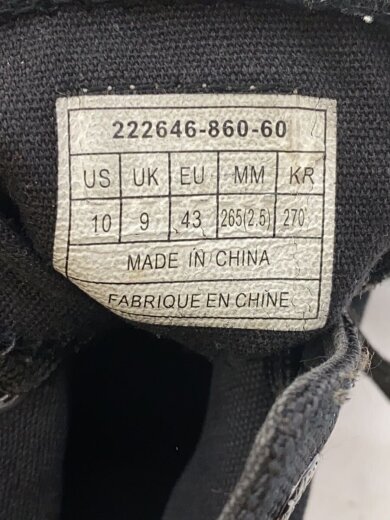 222646-860-60
US UK EU MM KR
10 9 43 265(2.5) 270
MADE IN CHINA
FABRIQUE EN CHINE